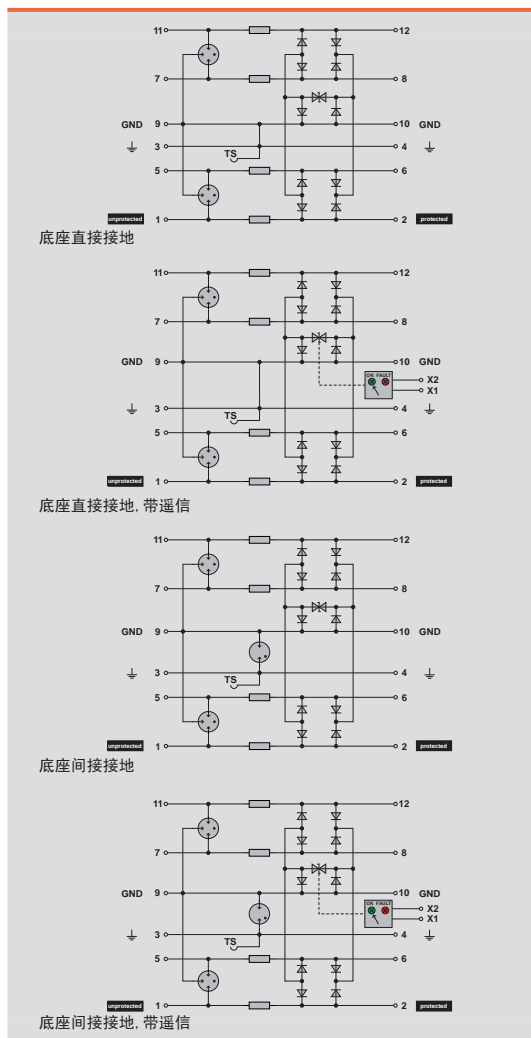 11 12
7 8
GND 9 10 GND
3 4
TS
5 6
unprotected 1 2 protected
底座直接接地
11 12
7 8
GND 9 10 GND
OK FAULT
X2
X1
3 4
TS
5 6
unprotected 1 2 protected
底座直接接地, 带遥信
11 12
7 8
GND 9 10 GND
3 4
TS
5 6
unprotected 1 2 protected
底座间接接地
11 12
7 8
GND 9 10 GND
OK FAULT
X2
X1
3 4
TS
5 6
unprotected 1 2 protected
底座间接接地, 带遥信